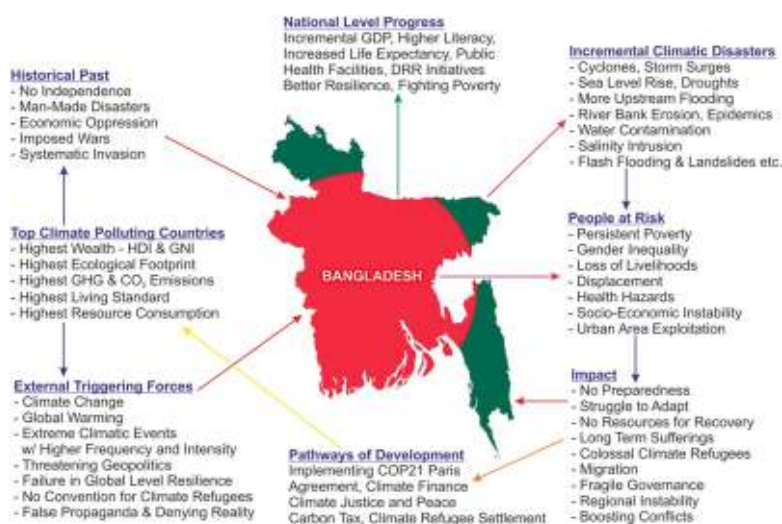 National Level Progress
Incremental GDP, Higher Literacy,
Increased Life Expectancy, Public
Health Facilities, DRR Initiatives
Better Resilience, Fighting Poverty
Historical Past
- No Independence
- Man-Made Disasters
- Economic Oppression
- Imposed Wars
- Systematic Invasion
Incremental Climatic Disasters
- Cyclones, Storm Surges
- Sea Level Rise, Droughts
- More Upstream Flooding
- River Bank Erosion, Epidemics
- Water Contamination
- Salinity Intrusion
- Flash Flooding & Landslides etc.
Top Climate Polluting Countries
- Highest Wealth - HDI & GNI
- Highest Ecological Footprint
- Highest GHG & CO₂ Emissions
- Highest Living Standard
- Highest Resource Consumption
BANGLADESH
People at Risk
- Persistent Poverty
- Gender Inequality
- Loss of Livelihoods
- Displacement
- Health Hazards
- Socio-Economic Instability
- Urban Area Exploitation
External Triggering Forces
- Climate Change
- Global Warming
- Extreme Climatic Events
w/ Higher Frequency and Intensity
- Threatening Geopolitics
- Failure in Global Level Resilience
- No Convention for Climate Refugees
- False Propaganda & Denying Reality
Pathways of Development
Implementing COP21 Paris
Agreement, Climate Finance
Climate Justice and Peace
Carbon Tax, Climate Refugee Settlement
Impact
- No Preparedness
- Struggle to Adapt
- No Resources for Recovery
- Long Term Sufferings
- Colossal Climate Refugees
- Migration
- Fragile Governance
- Regional Instability
- Boosting Conflicts